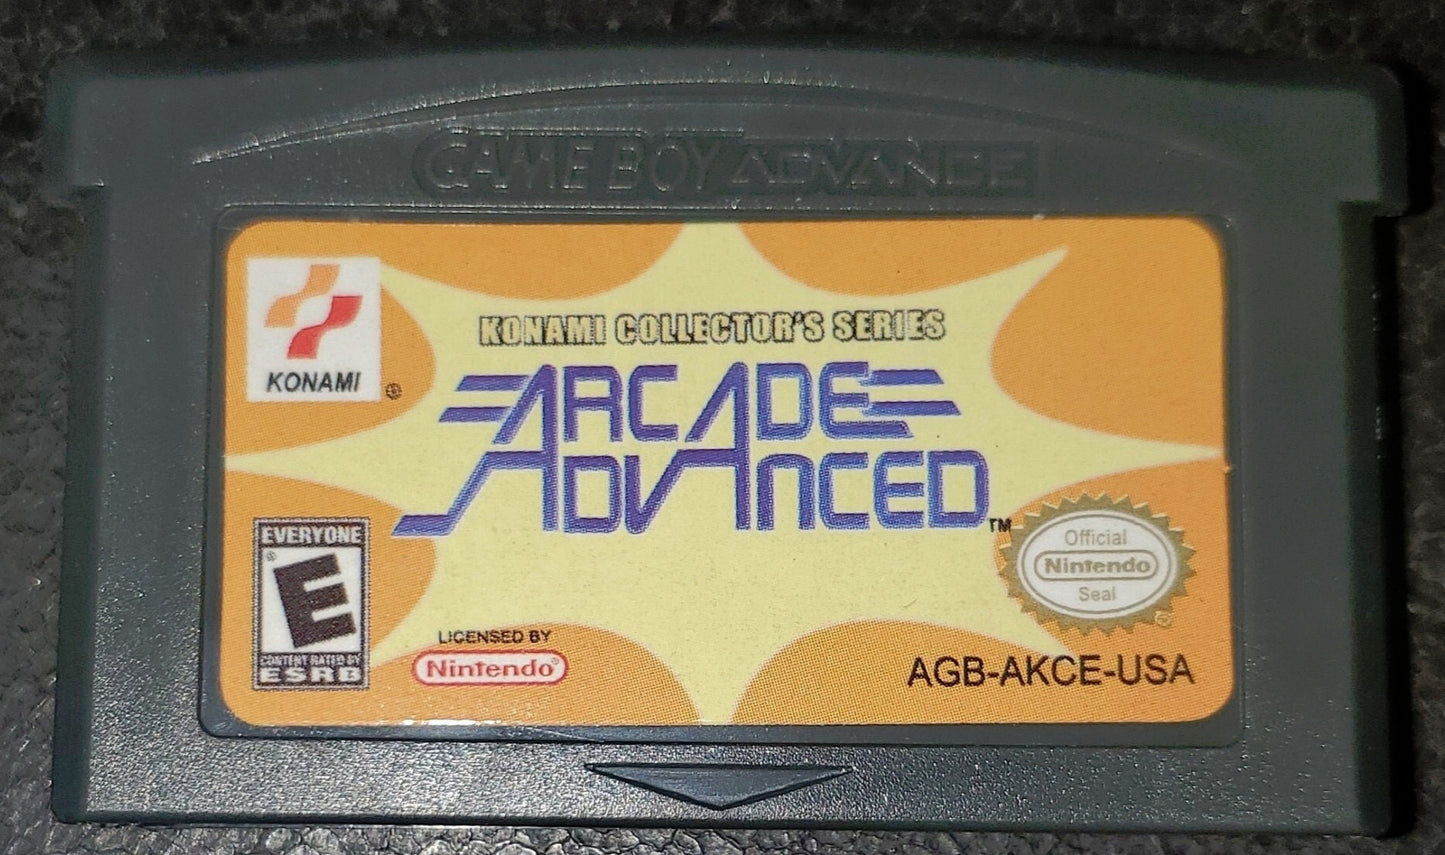 GAME BOY ADVANCE
KONAMI
®
KONAMI COLLECTOR'S SERIES
ARCADE
ADVANCED
TM
EVERYONE
E
®
CONTENT RATED BY
ESRB
LICENSED BY
Nintendo®
Official
Nintendo
Seal
®
AGB-AKCE-USA